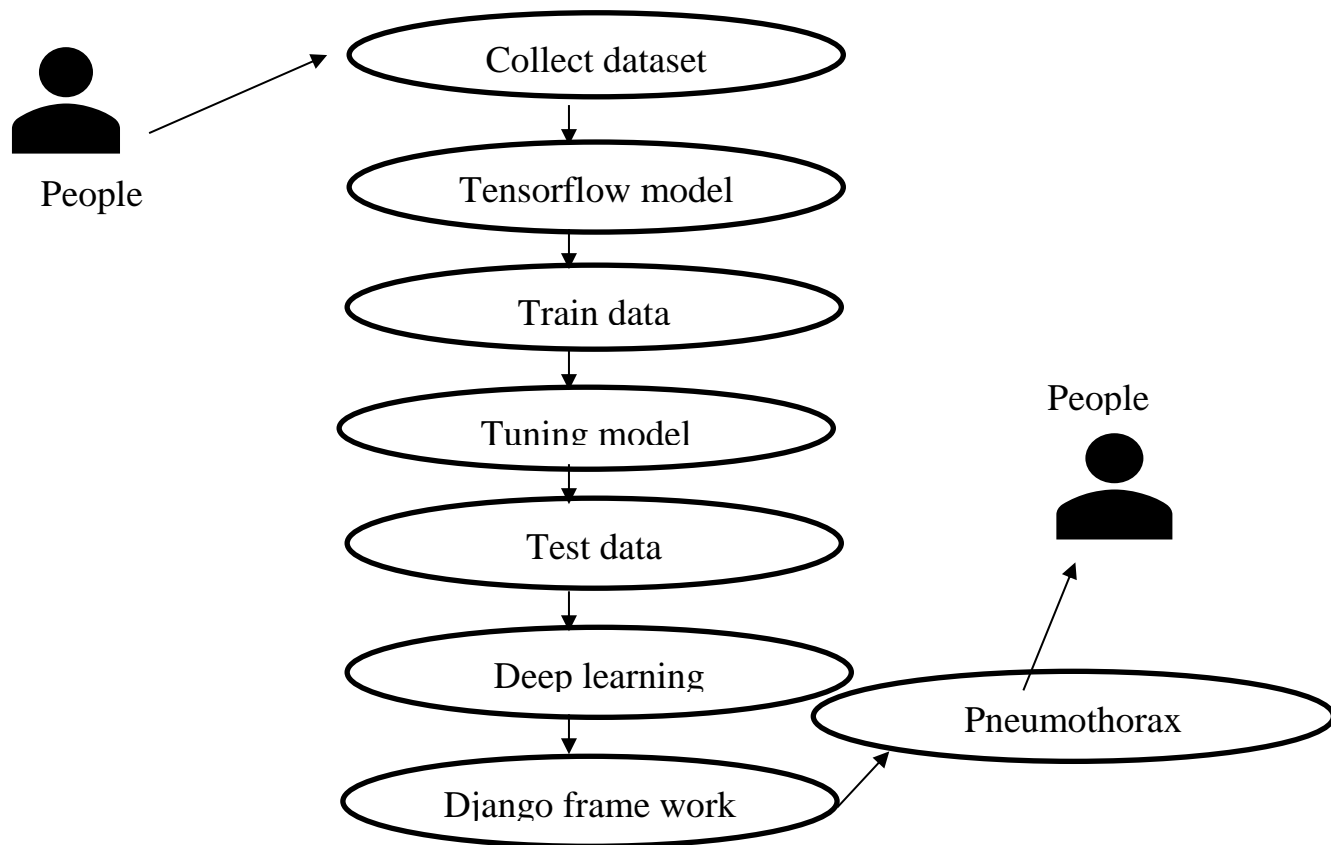 Collect dataset
People
Tensorflow model
Train data
Tuning model
People
Test data
Deep learning
Pneumothorax
Django frame work